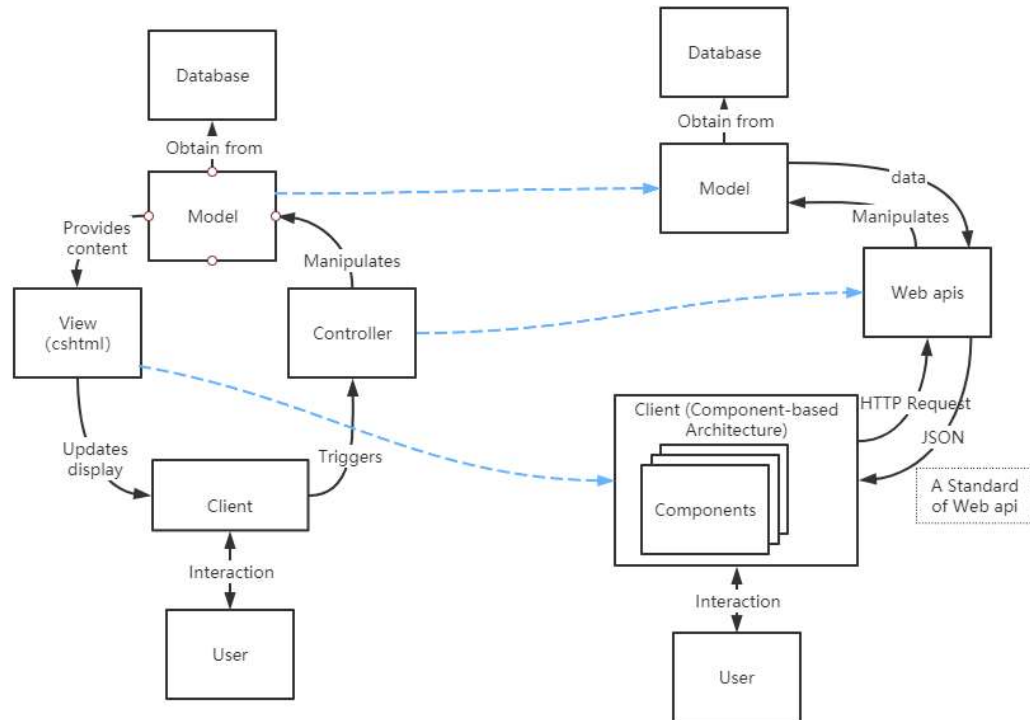 Database
Obtain from
Model
Provides
content
Manipulates
View
(cshtml)
Controller
Updates
display
Triggers
Client
Interaction
User
Database
Obtain from
Model
data
Manipulates
Web apis
Client (Component-based
Architecture)
HTTP Request
JSON
Components
A Standard
of Web api
Interaction
User